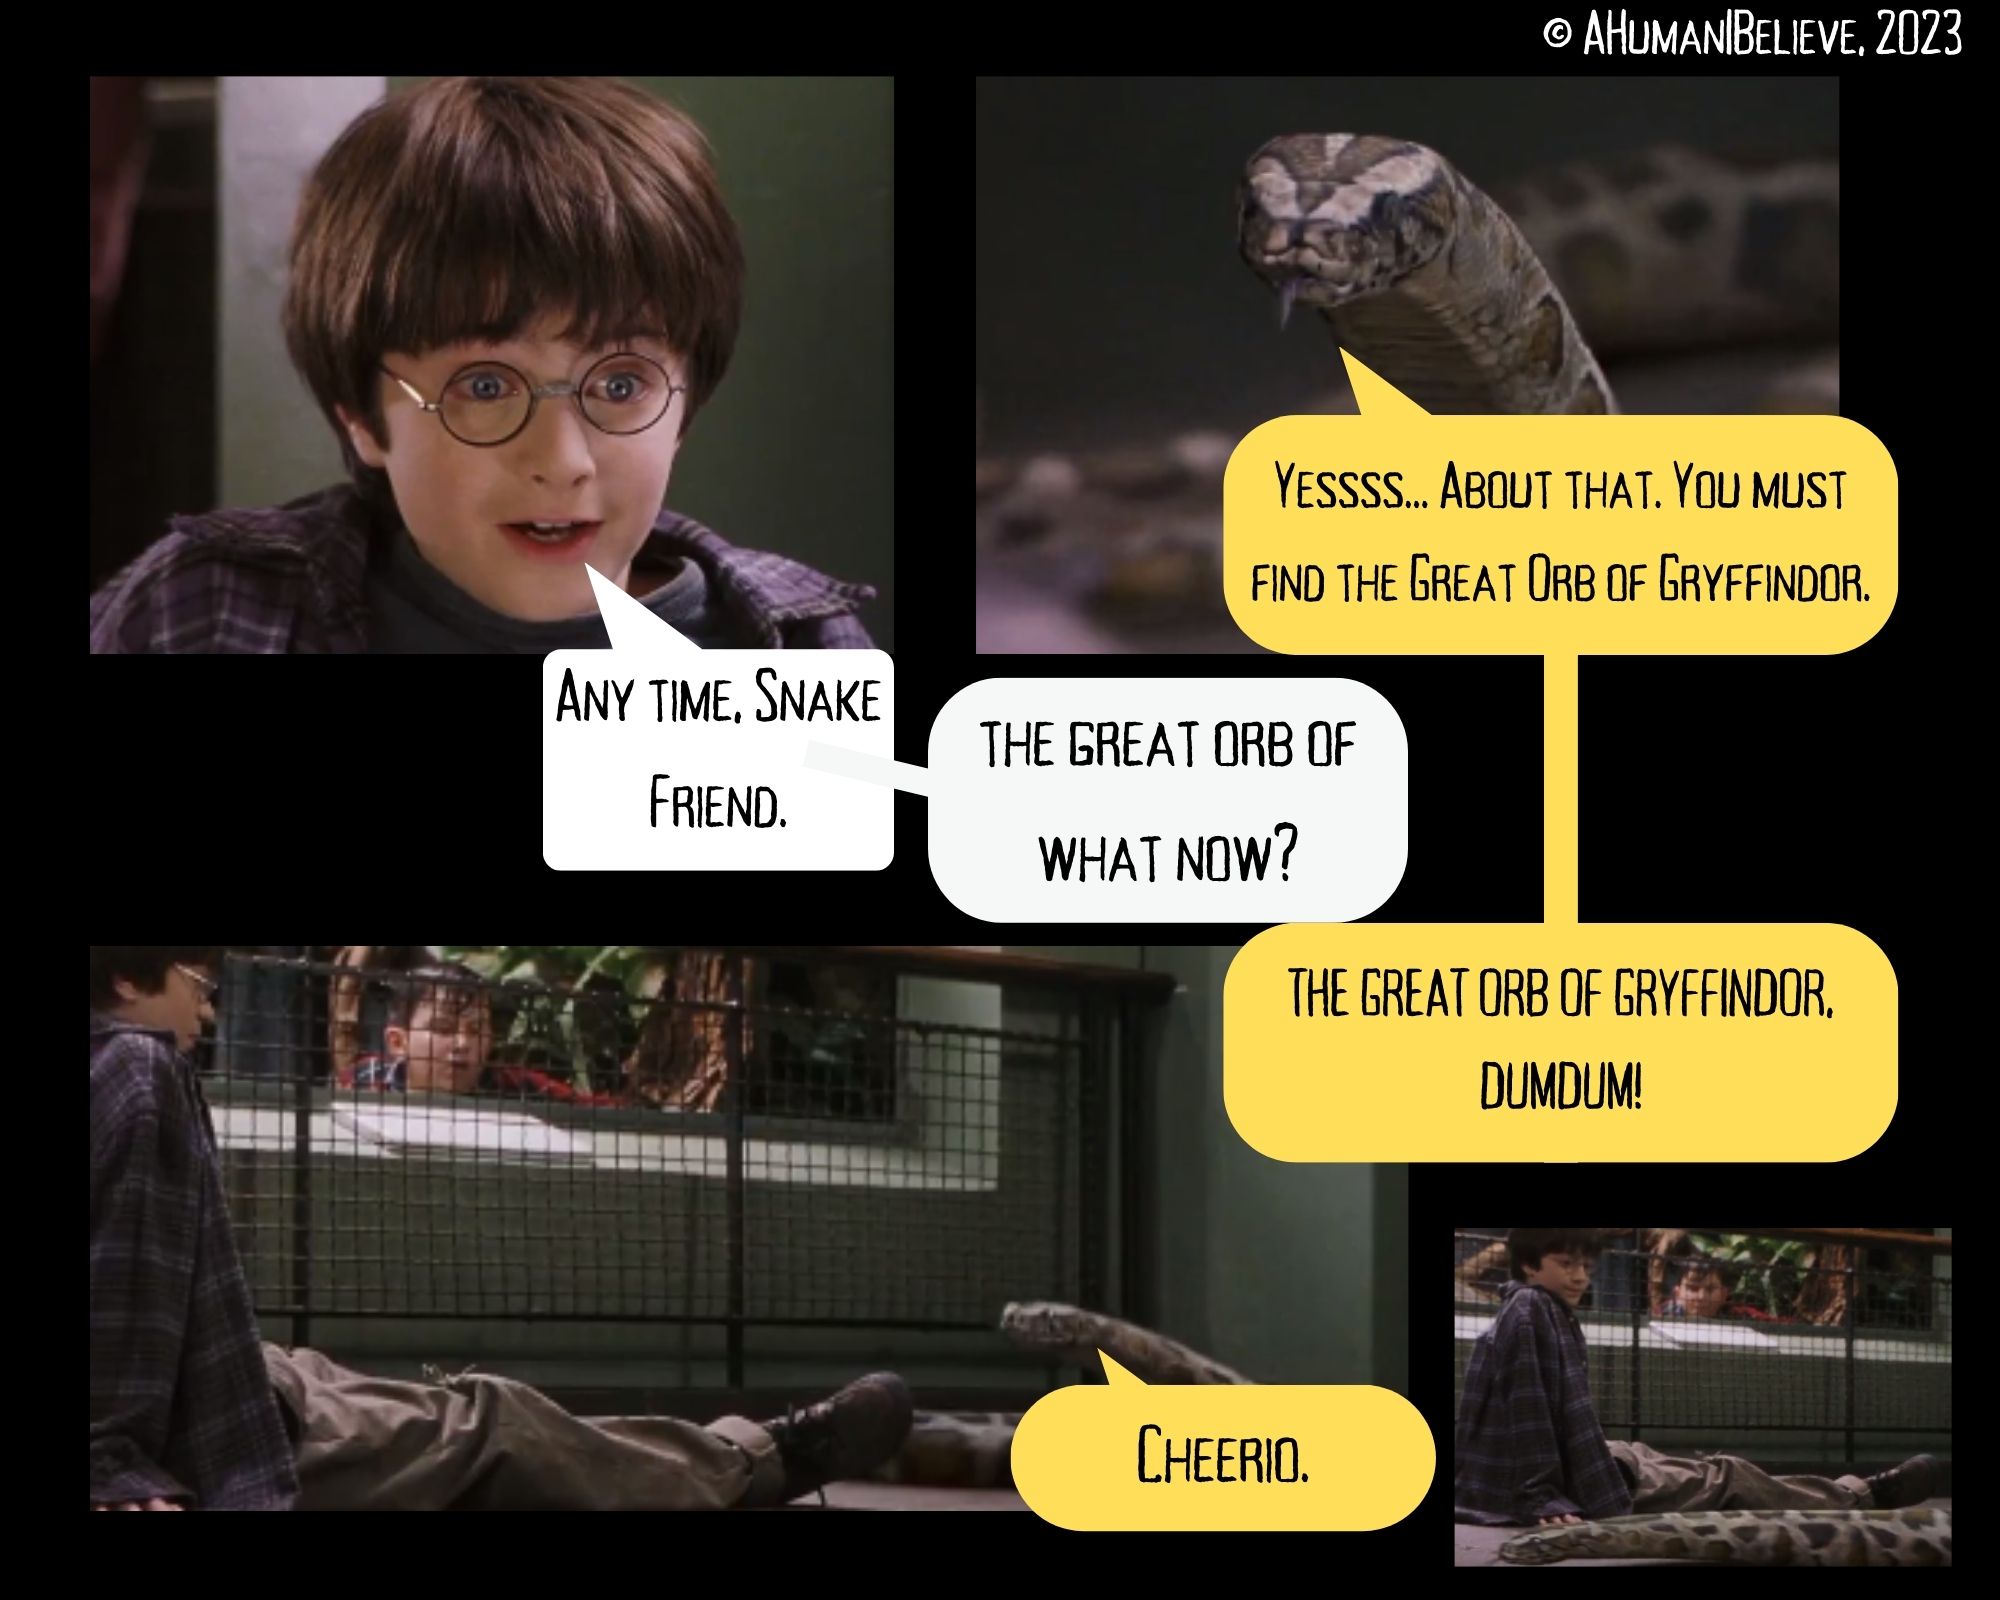 © AHumanIBelieve, 2023
Any time, Snake
Friend.
Yessss... About that. You must
find the Great Orb of Gryffindor.
the great orb of
what now?
the great orb of gryffindor,
dumdum!
Cheerio.